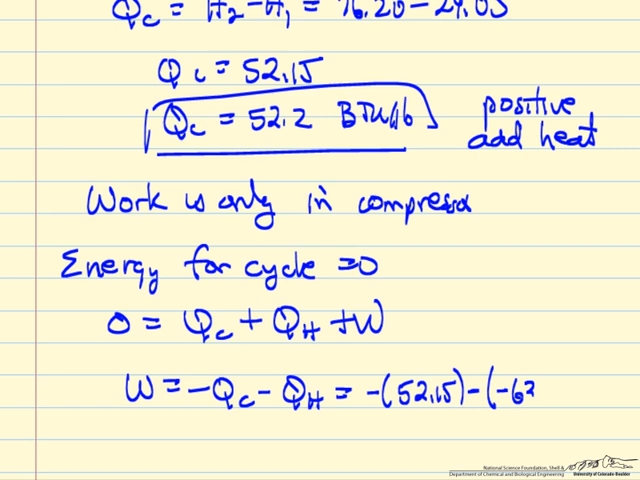 Qc = H2-H1 = 76.20-24.05
Qc = 52.15
Qc = 52.2 BTU/lb
positive
add heat
Work is only in compressor
Energy for cycle =0
0 = Qc + QH + W
W = -Qc - QH = -(52.15)-(-62
National Science Foundation, Shell &
Department of Chemical and Biological Engineering
University of Colorado Boulder